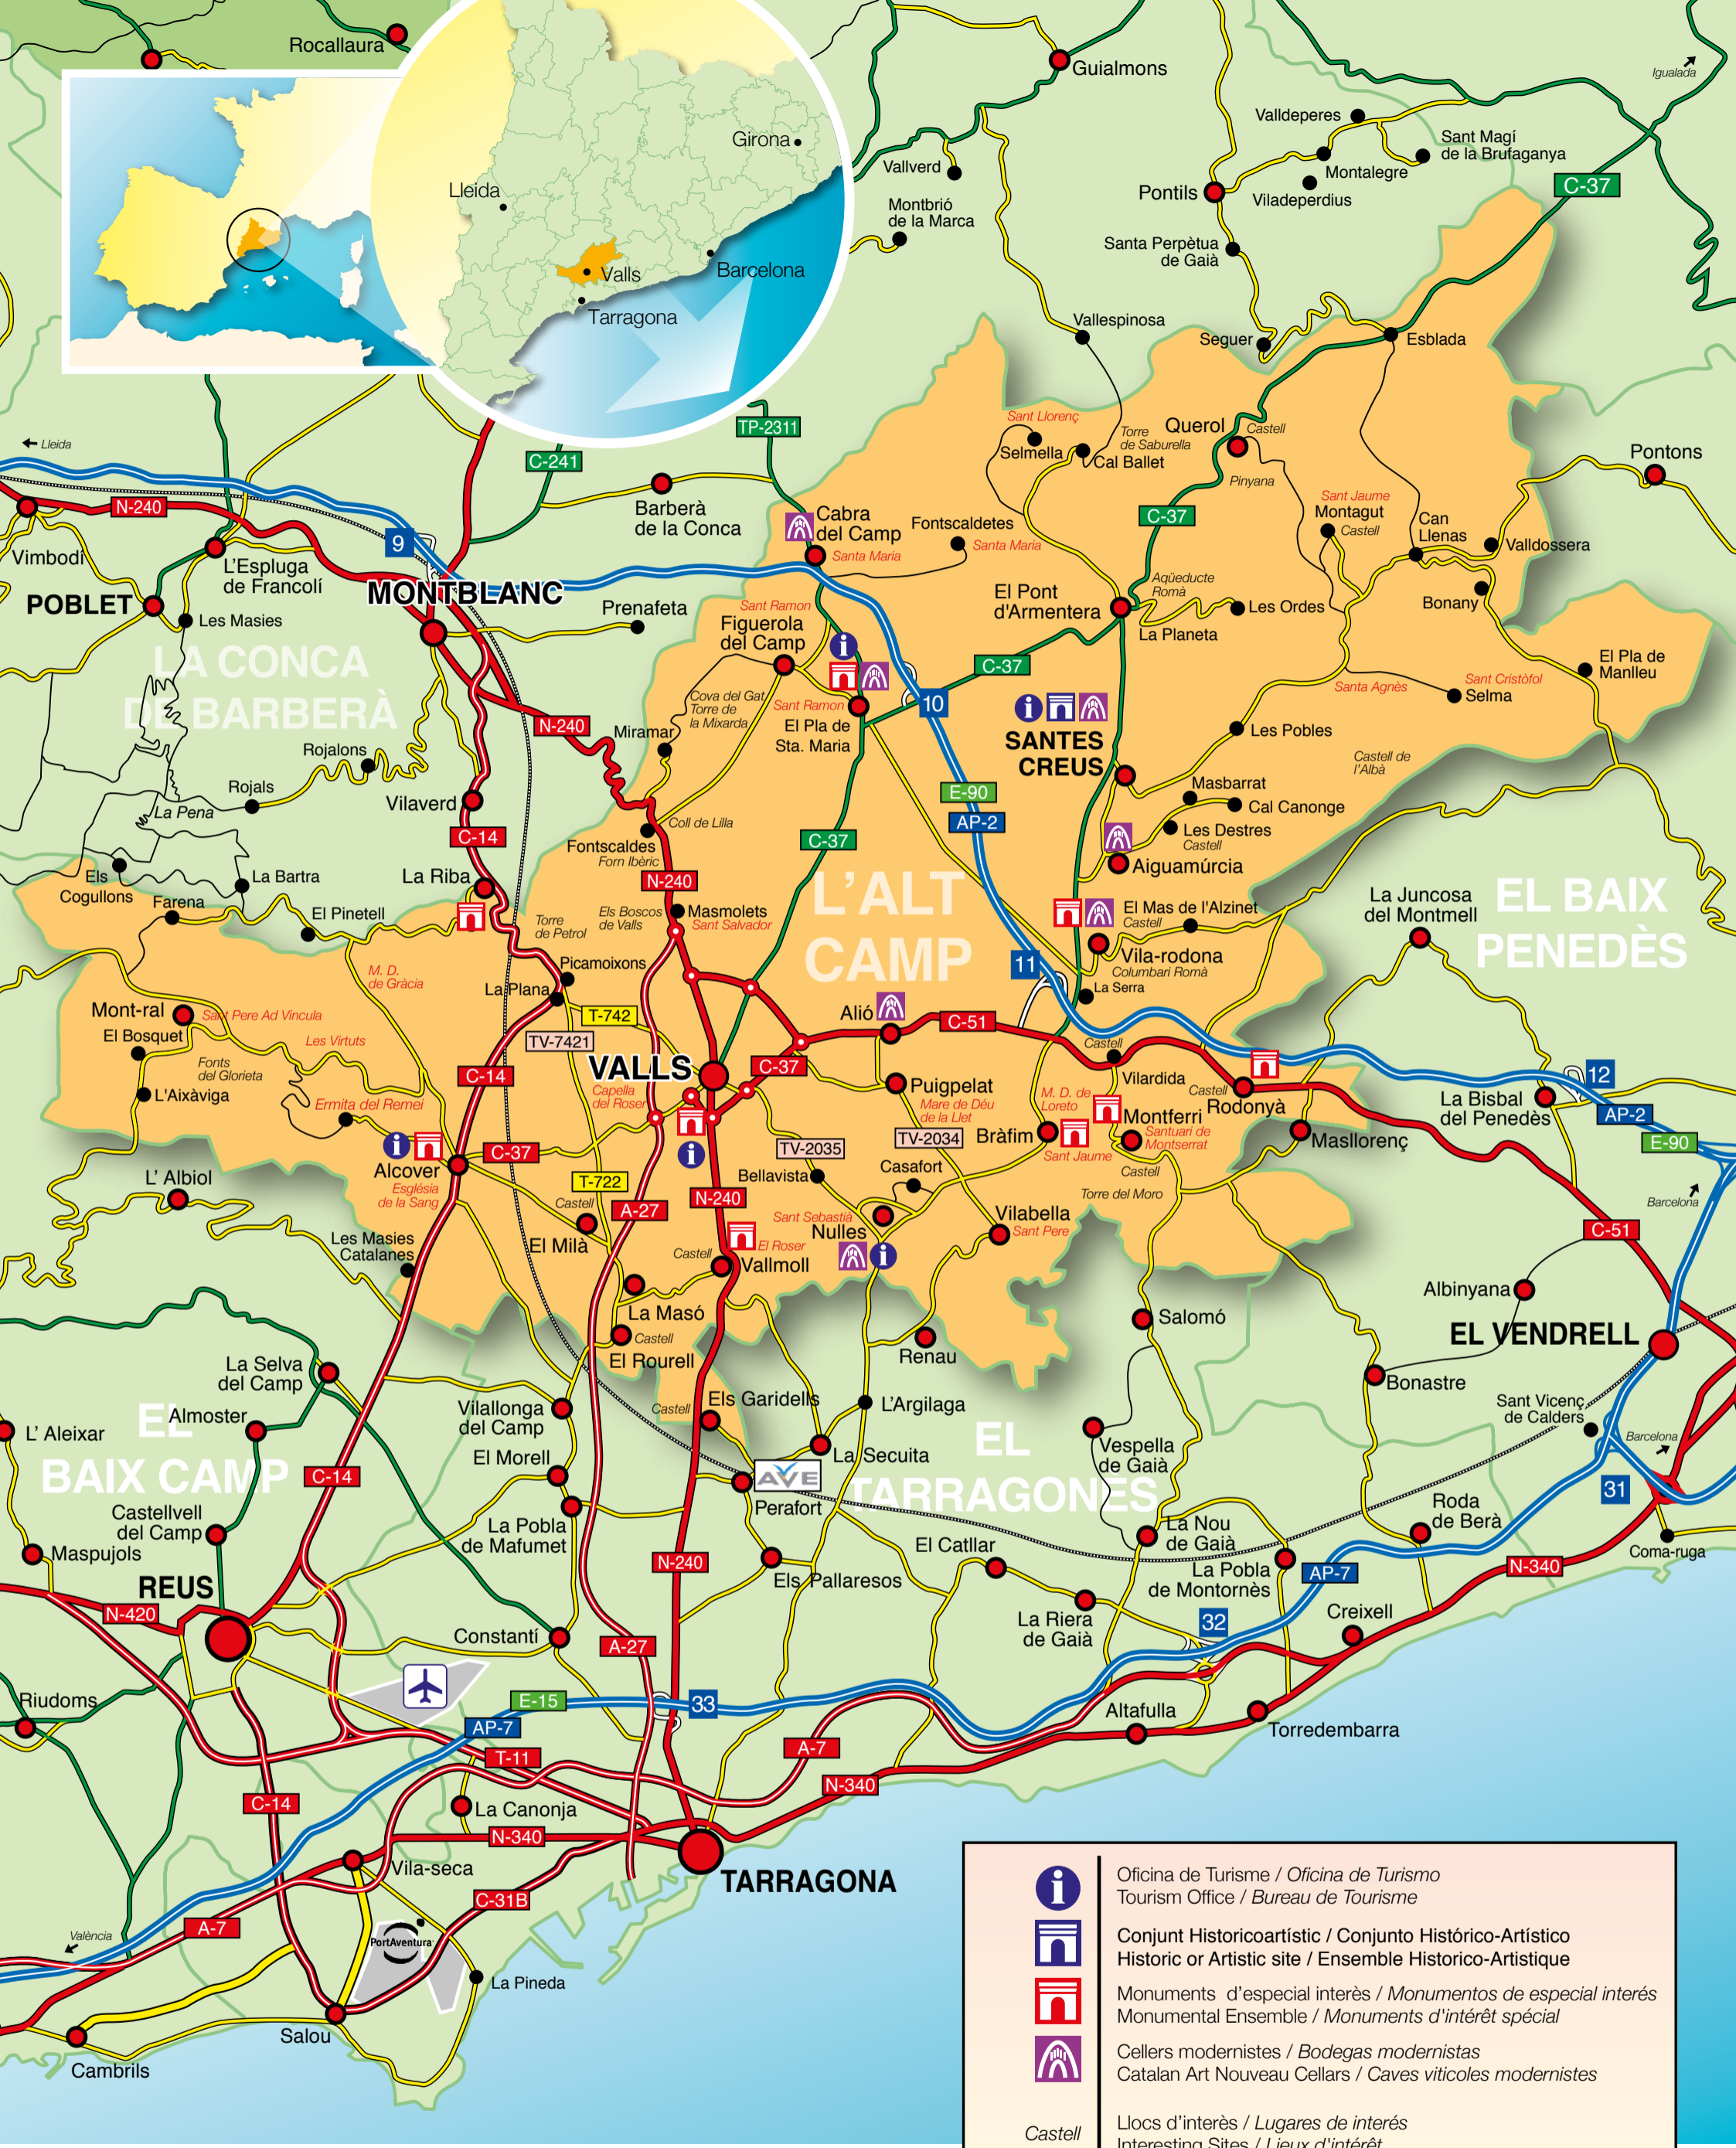 Rocallaura
Guialmons
Igualada
Valldeperes
Sant Magí
de la Brufaganya
Montalegre
Viladeperdius
Vallverd
Pontils
C-37
Montbrió
de la Marca
Santa Perpètua
de Gaià
Girona
Lleida
Valls
Barcelona
Tarragona
Vallespinosa
Seguer
Esblada
Lleida
TP-2311
C-241
Sant Llorenç
Selmella
Torre
de Saburella
Cal Ballet
Querol
Castell
Pinyana
Pontons
N-240
Barberà
de la Conca
Cabra
del Camp
Santa Maria
Fontscaldetes
Santa Maria
C-37
Sant Jaume
Montagut
Castell
Can
Llenas
Valldossera
9
Vimbodí
L'Espluga
de Francolí
MONTBLANC
POBLET
Les Masies
Prenafeta
Sant Ramon
Figuerola
del Camp
El Pont
d'Armentera
Aqüeducte
Romà
Les Ordes
La Planeta
Bonany
LA CONCA
DE BARBERÀ
C-37
El Pla de
Manlleu
Cova del Gat
Torre de
la Mixarda
Sant Ramon
El Pla de
Sta. Maria
10
Santa Agnès
Sant Cristòfol
Selma
N-240
Miramar
SANTES
CREUS
Les Pobles
Castell de
l'Albà
Rojalons
Rojals
La Pena
Vilaverd
C-14
E-90
AP-2
Masbarrat
Cal Canonge
Les Destres
Castell
Coll de Lilla
Fontscaldes
Forn Ibèric
C-37
Aiguamúrcia
Els
Cogullons
La Bartra
La Riba
N-240
L'ALT
CAMP
Farena
El Pinetell
Torre
de Petrol
Els Boscos
de Valls
Masmolets
Sant Salvador
El Mas de l'Alzinet
Castell
La Juncosa
del Montmell
EL BAIX
PENEDÈS
Vila-rodona
Columbari Romà
11
La Serra
M. D.
de Gràcia
Picamoixons
La Plana
Mont-ral
Sant Pere Ad Vincula
El Bosquet
Les Virtuts
Fonts
del Glorieta
L'Aixàviga
T-742
TV-7421
Alió
C-51
Castell
VALLS
C-37
C-14
Capella
del Roser
Puigpelat
Mare de Déu
de la Llet
Vilardida
Castell
Rodonyà
12
La Bisbal
del Penedès
AP-2
E-90
Ermita del Remei
M. D. de
Loreto
Montferri
Santuari de
Montserrat
Castell
Masllorenç
Bràfim
Sant Jaume
TV-2035
TV-2034
Alcover
Església
de la Sang
C-37
T-722
Bellavista
Casafort
L' Albiol
Castell
A-27
N-240
Torre del Moro
Barcelona
C-51
El Milà
Sant Sebastià
Nulles
Vilabella
Sant Pere
El Roser
Castell
Vallmoll
Les Masies
Catalanes
Albinyana
EL VENDRELL
La Masó
Castell
El Rourell
Salomó
Renau
La Selva
del Camp
Bonastre
Els Garidells
Castell
L'Argilaga
Sant Vicenç
de Calders
Barcelona
Almoster
L' Aleixar
EL
BAIX CAMP
Vilallonga
del Camp
EL
TARRAGONÈS
La Secuita
Vespella
de Gaià
El Morell
C-14
AVE
Perafort
31
Castellvell
del Camp
La Pobla
de Mafumet
La Nou
de Gaià
Roda
de Berà
Maspujols
El Catllar
Coma-ruga
N-240
Els Pallaresos
La Pobla
de Montornès
AP-7
N-340
REUS
N-420
La Riera
de Gaià
32
Creixell
Constantí
A-27
Riudoms
E-15
33
AP-7
Altafulla
Torredembarra
T-11
A-7
N-340
C-14
La Canonja
N-340
Vila-seca
TARRAGONA
C-31B
A-7
València
PortAventura
La Pineda
Salou
Cambrils
Oficina de Turisme / Oficina de Turismo
Tourism Office / Bureau de Tourisme
Conjunt Historicoartístic / Conjunto Histórico-Artístico
Historic or Artistic site / Ensemble Historico-Artistique
Monuments d'especial interès / Monumentos de especial interés
Monumental Ensemble / Monuments d'intérêt spécial
Cellers modernistes / Bodegas modernistas
Catalan Art Nouveau Cellars / Caves viticoles modernistes
Castell
Llocs d'interès / Lugares de interés
Interesting Sites / Lieux d'intérêt